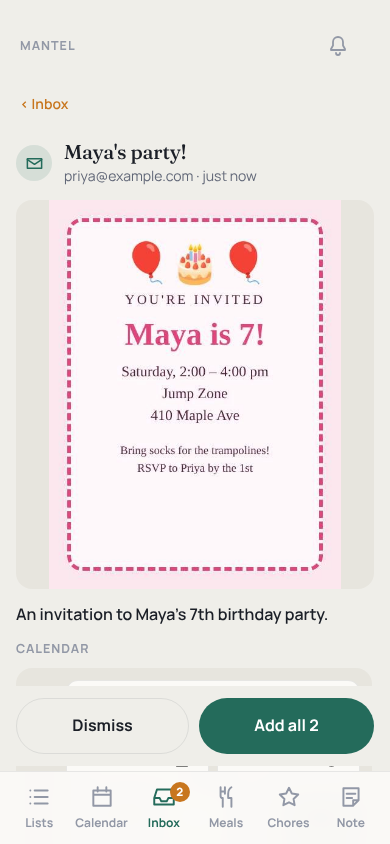 MANTEL
‹ Inbox
Maya's party!
priya@example.com · just now
YOU'RE INVITED
Maya is 7!
Saturday, 2:00 – 4:00 pm
Jump Zone
410 Maple Ave
Bring socks for the trampolines!
RSVP to Priya by the 1st
An invitation to Maya's 7th birthday party.
CALENDAR
Dismiss
Add all 2
2
Lists
Calendar
Inbox
Meals
Chores
Note